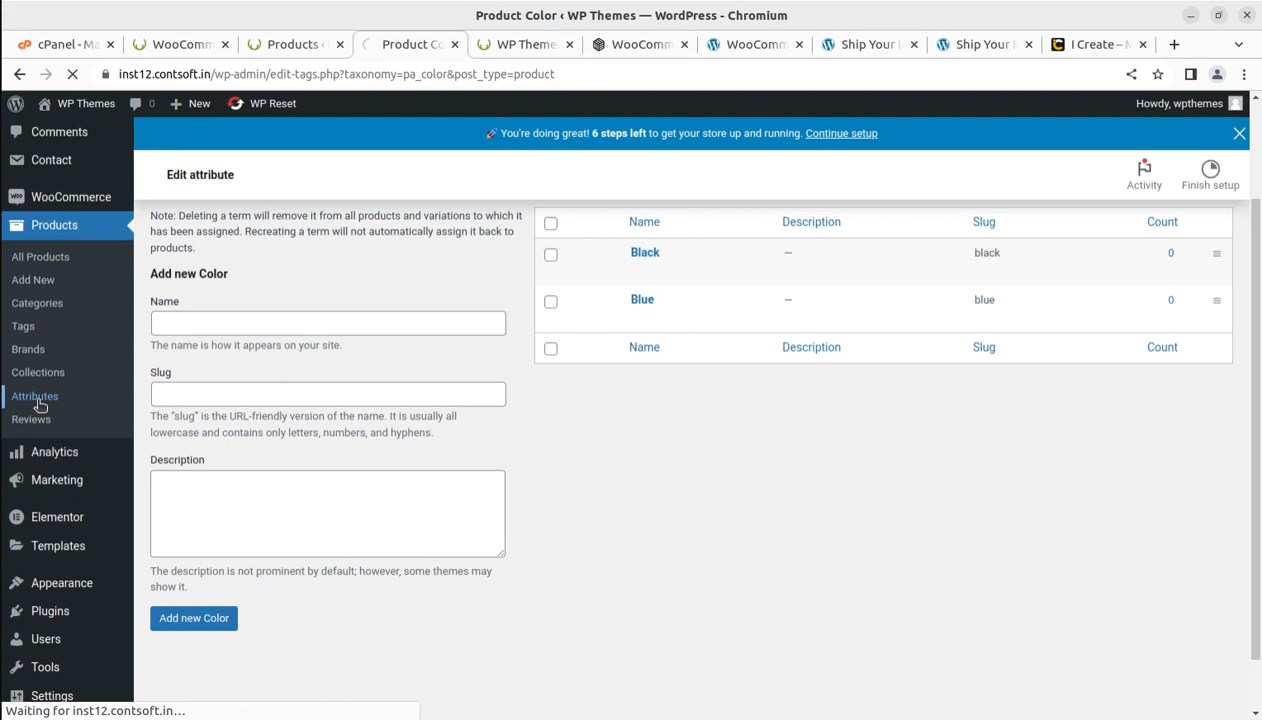 Product Color ‹ WP Themes — WordPress - Chromium
cPanel - Ma
WooComm
Products ‹
Product Co
WP Theme
WooComm
WooComm
Ship Your
Ship Your
I Create –
inst12.contsoft.in/wp-admin/edit-tags.php?taxonomy=pa_color&post_type=product
WP Themes
0
New
WP Reset
Howdy, wpthemes
Comments
Contact
WooCommerce
Products
All Products
Add New
Categories
Tags
Brands
Collections
Attributes
Reviews
Analytics
Marketing
Elementor
Templates
Appearance
Plugins
Users
Tools
Settings
🚀 You're doing great! 6 steps left to get your store up and running. Continue setup
Edit attribute
Activity
Finish setup
Note: Deleting a term will remove it from all products and variations to which it
has been assigned. Recreating a term will not automatically assign it back to
products.
Add new Color
Name
The name is how it appears on your site.
Slug
The "slug" is the URL-friendly version of the name. It is usually all
lowercase and contains only letters, numbers, and hyphens.
Description
The description is not prominent by default; however, some themes may
show it.
Add new Color
Name Description Slug Count
Black — black 0
Blue — blue 0
Name Description Slug Count
Waiting for inst12.contsoft.in…